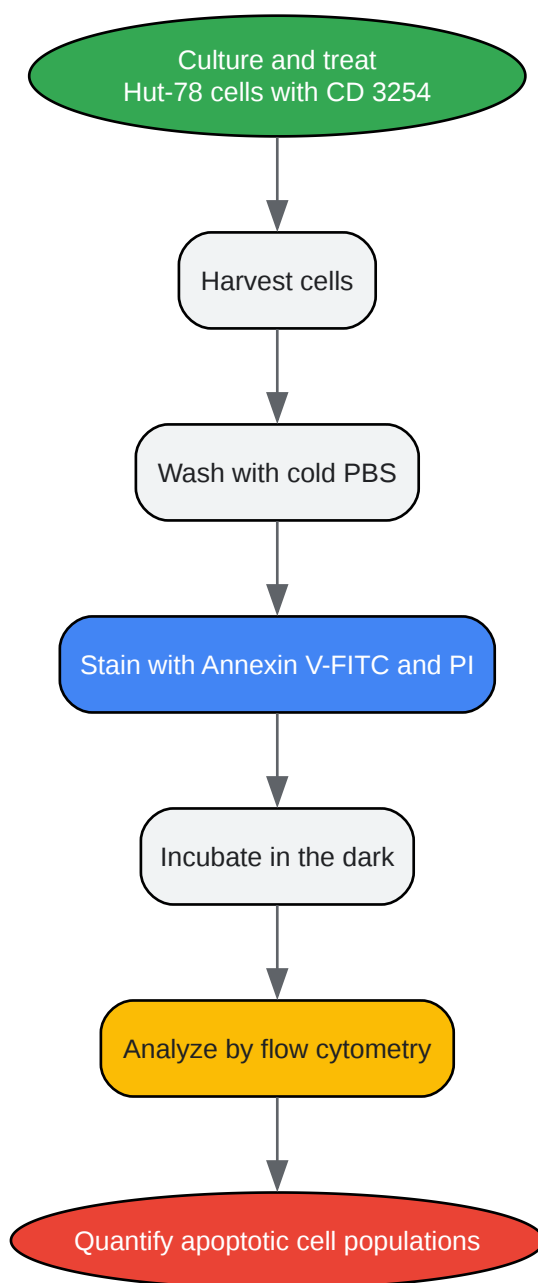 Culture and treat
Hut-78 cells with CD 3254
Harvest cells
Wash with cold PBS
Stain with Annexin V-FITC and PI
Incubate in the dark
Analyze by flow cytometry
Quantify apoptotic cell populations